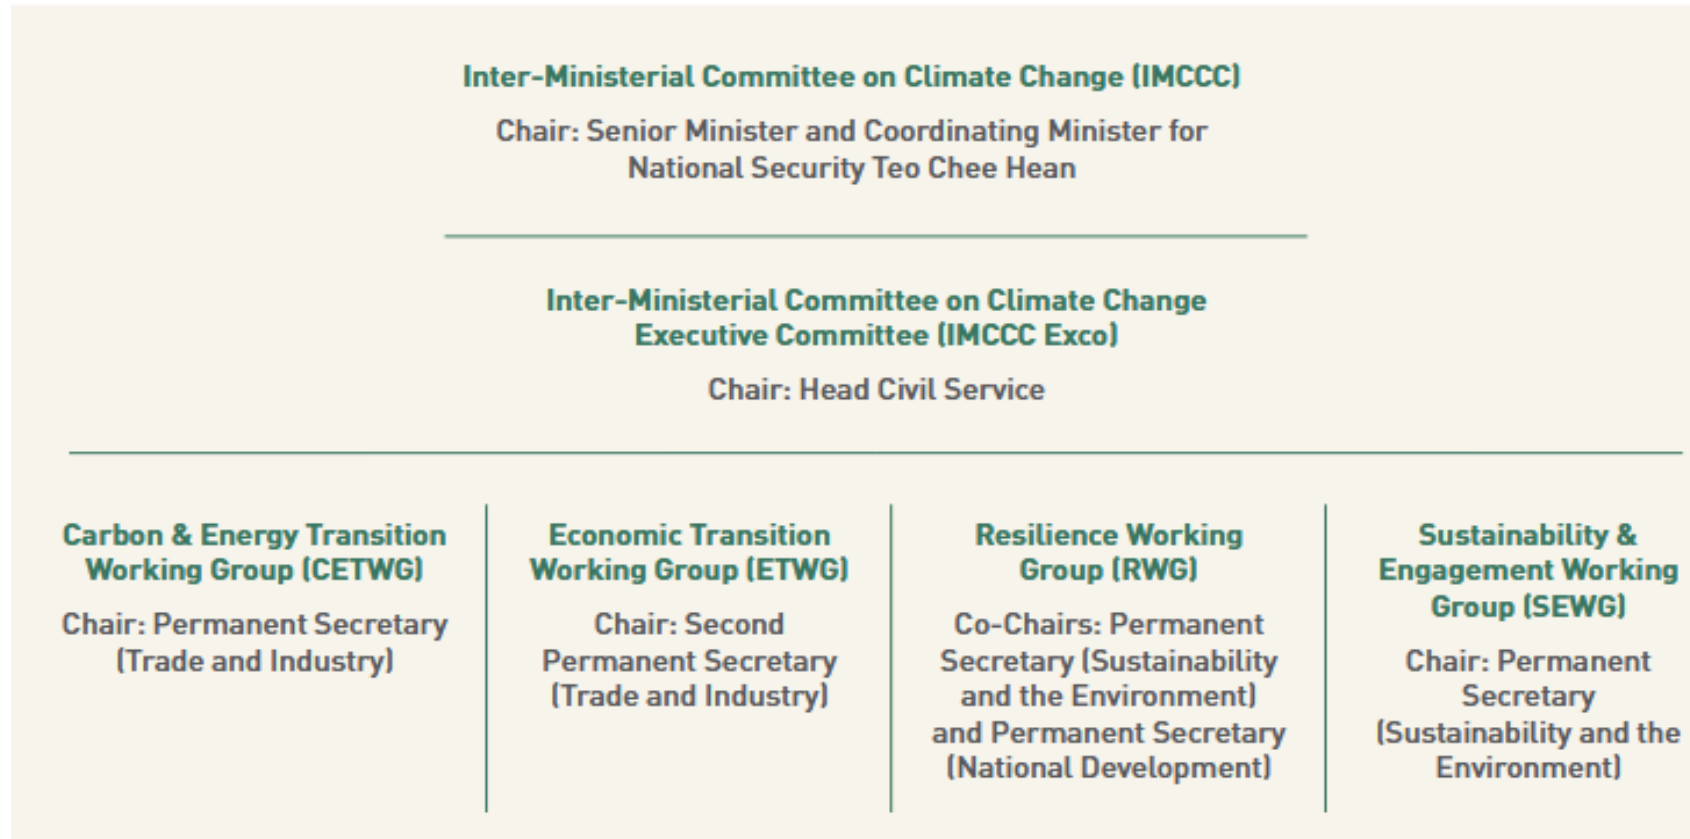 Inter-Ministerial Committee on Climate Change (IMCCC)
Chair: Senior Minister and Coordinating Minister for
National Security Teo Chee Hean
Inter-Ministerial Committee on Climate Change
Executive Committee (IMCCC Exco)
Chair: Head Civil Service
Carbon & Energy Transition
Working Group (CETWG)
Chair: Permanent Secretary
(Trade and Industry)
Economic Transition
Working Group (ETWG)
Chair: Second
Permanent Secretary
(Trade and Industry)
Resilience Working
Group (RWG)
Co-Chairs: Permanent
Secretary (Sustainability
and the Environment)
and Permanent Secretary
(National Development)
Sustainability &
Engagement Working
Group (SEWG)
Chair: Permanent
Secretary
(Sustainability and the
Environment)